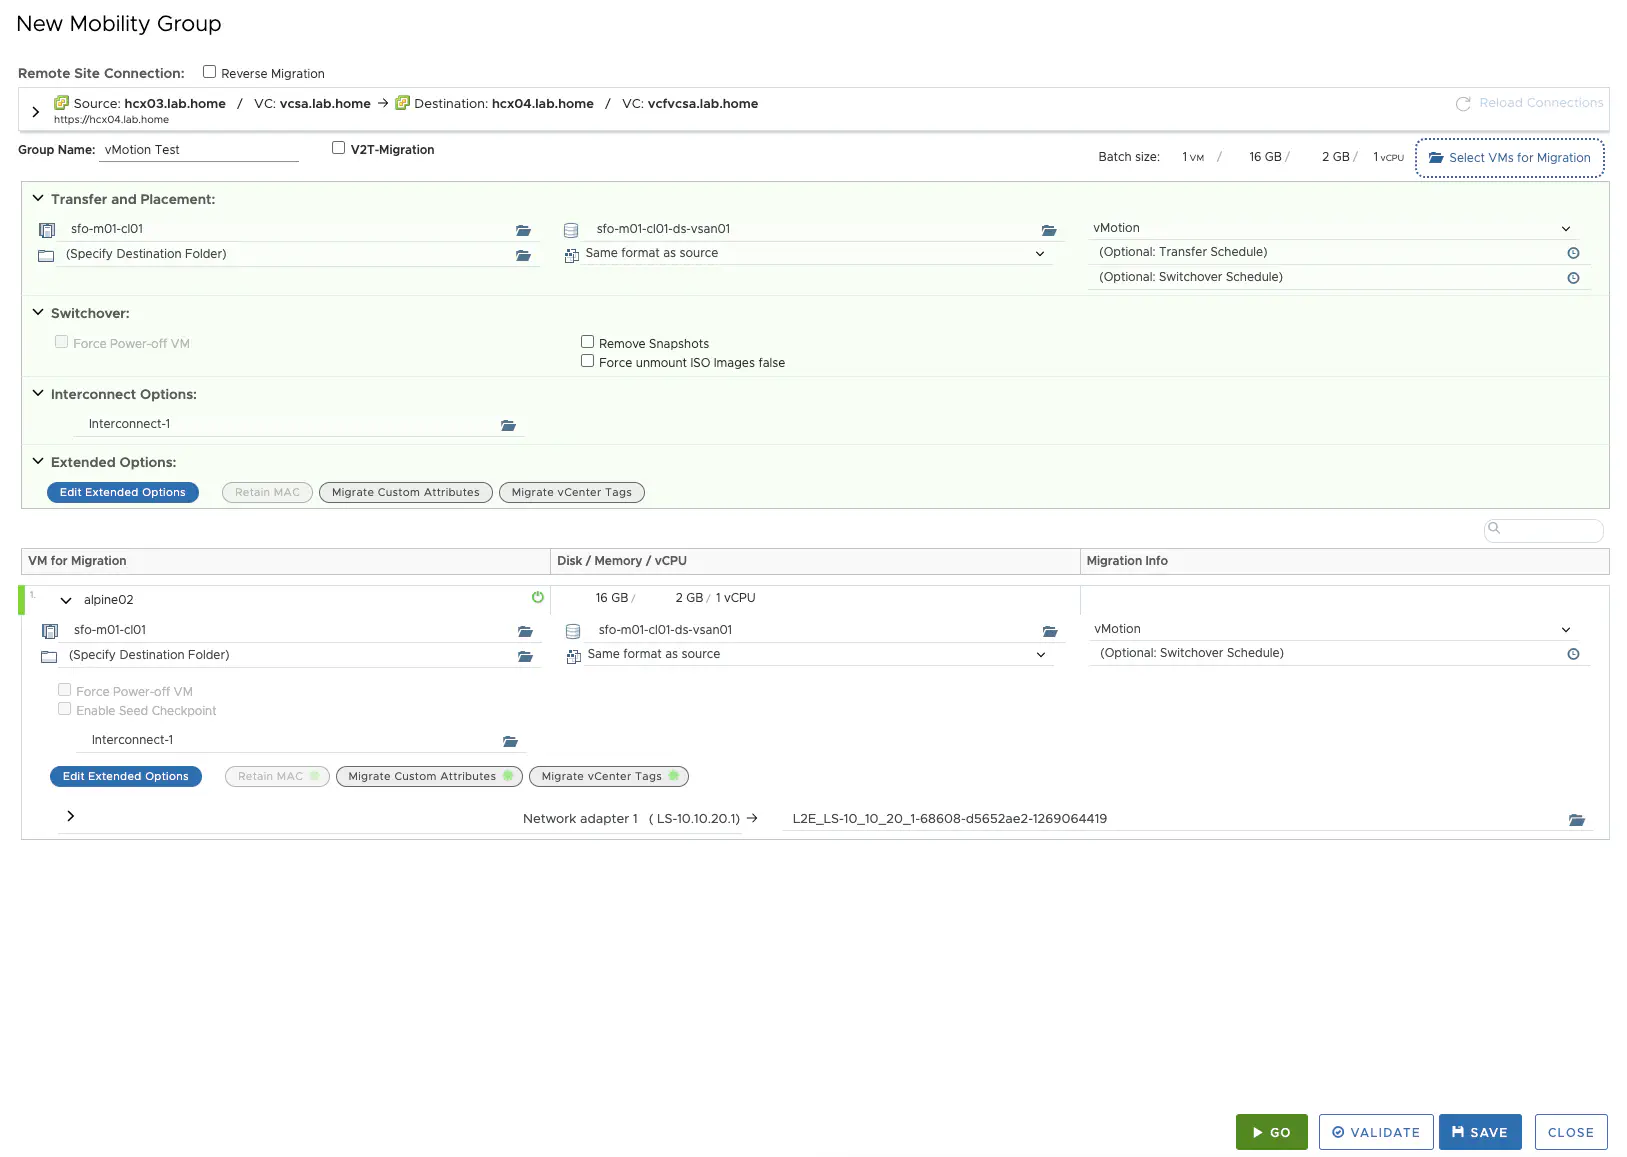 New Mobility Group
Remote Site Connection: Reverse Migration
Source: hcx03.lab.home / VC: vcsa.lab.home → Destination: hcx04.lab.home / VC: vcfvcsa.lab.home
Reload Connections
https://hcx04.lab.home
Group Name: vMotion Test V2T-Migration
Batch size: 1 VM / 16 GB / 2 GB / 1 vCPU Select VMs for Migration
Transfer and Placement:
sfo-m01-cl01 sfo-m01-cl01-ds-vsan01 vMotion
(Specify Destination Folder) Same format as source (Optional: Transfer Schedule)
(Optional: Switchover Schedule)
Switchover:
Force Power-off VM Remove Snapshots
Force unmount ISO Images false
Interconnect Options:
Interconnect-1
Extended Options:
Edit Extended Options Retain MAC Migrate Custom Attributes Migrate vCenter Tags
VM for Migration Disk / Memory / vCPU Migration Info
1. alpine02 16 GB / 2 GB / 1 vCPU
sfo-m01-cl01 sfo-m01-cl01-ds-vsan01 vMotion
(Specify Destination Folder) Same format as source (Optional: Switchover Schedule)
Force Power-off VM
Enable Seed Checkpoint
Interconnect-1
Edit Extended Options Retain MAC Migrate Custom Attributes Migrate vCenter Tags
Network adapter 1 ( LS-10.10.20.1) → L2E_LS-10_10_20_1-68608-d5652ae2-1269064419
GO VALIDATE SAVE CLOSE